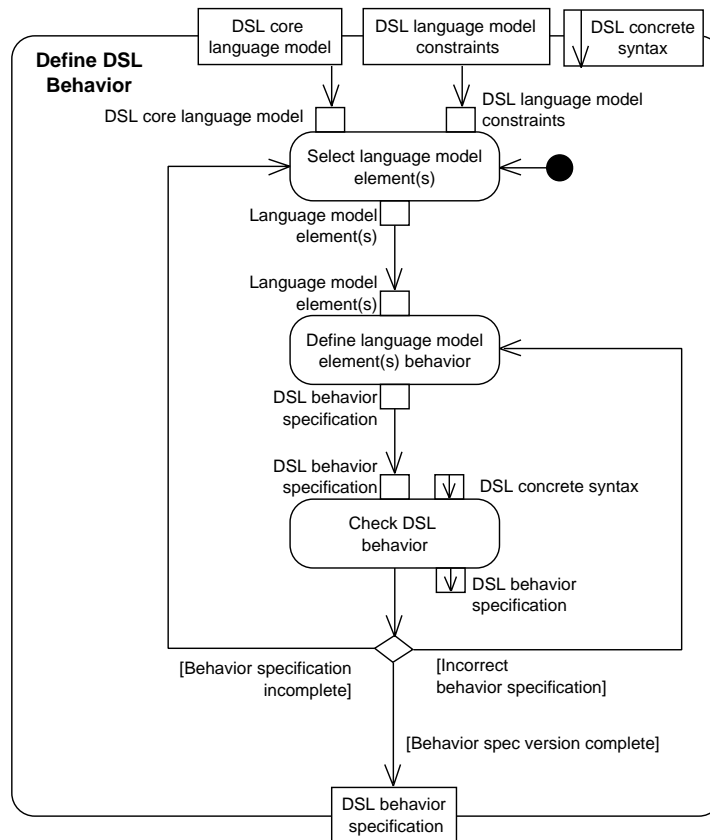 DSL core
language model
DSL language model
constraints
DSL concrete
syntax
Define DSL
Behavior
DSL core language model
DSL language model
constraints
Select language model
element(s)
Language model
element(s)
Language model
element(s)
Define language model
element(s) behavior
DSL behavior
specification
DSL behavior
specification
DSL concrete syntax
Check DSL
behavior
DSL behavior
specification
[Behavior specification
incomplete]
[Incorrect
behavior specification]
[Behavior spec version complete]
DSL behavior
specification